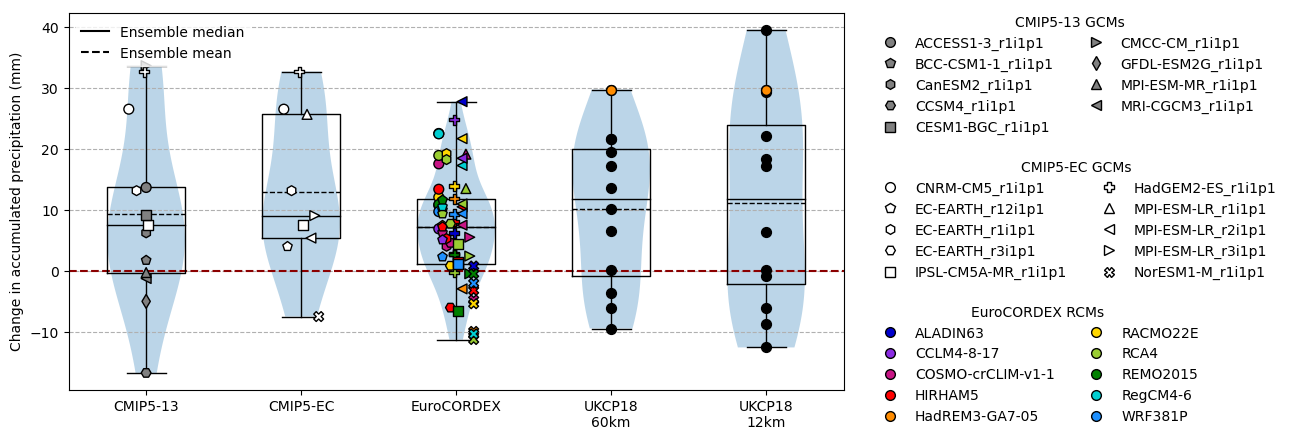 Change in accumulated precipitation (mm)
40
30
20
10
0
−10
Ensemble median
Ensemble mean
CMIP5-13
CMIP5-EC
EuroCORDEX
UKCP18
60km
UKCP18
12km
CMIP5-13 GCMs
ACCESS1-3_r1i1p1
BCC-CSM1-1_r1i1p1
CanESM2_r1i1p1
CCSM4_r1i1p1
CESM1-BGC_r1i1p1
CMCC-CM_r1i1p1
GFDL-ESM2G_r1i1p1
MPI-ESM-MR_r1i1p1
MRI-CGCM3_r1i1p1
CMIP5-EC GCMs
CNRM-CM5_r1i1p1
EC-EARTH_r12i1p1
EC-EARTH_r1i1p1
EC-EARTH_r3i1p1
IPSL-CM5A-MR_r1i1p1
HadGEM2-ES_r1i1p1
MPI-ESM-LR_r1i1p1
MPI-ESM-LR_r2i1p1
MPI-ESM-LR_r3i1p1
NorESM1-M_r1i1p1
EuroCORDEX RCMs
ALADIN63
CCLM4-8-17
COSMO-crCLIM-v1-1
HIRHAM5
HadREM3-GA7-05
RACMO22E
RCA4
REMO2015
RegCM4-6
WRF381P